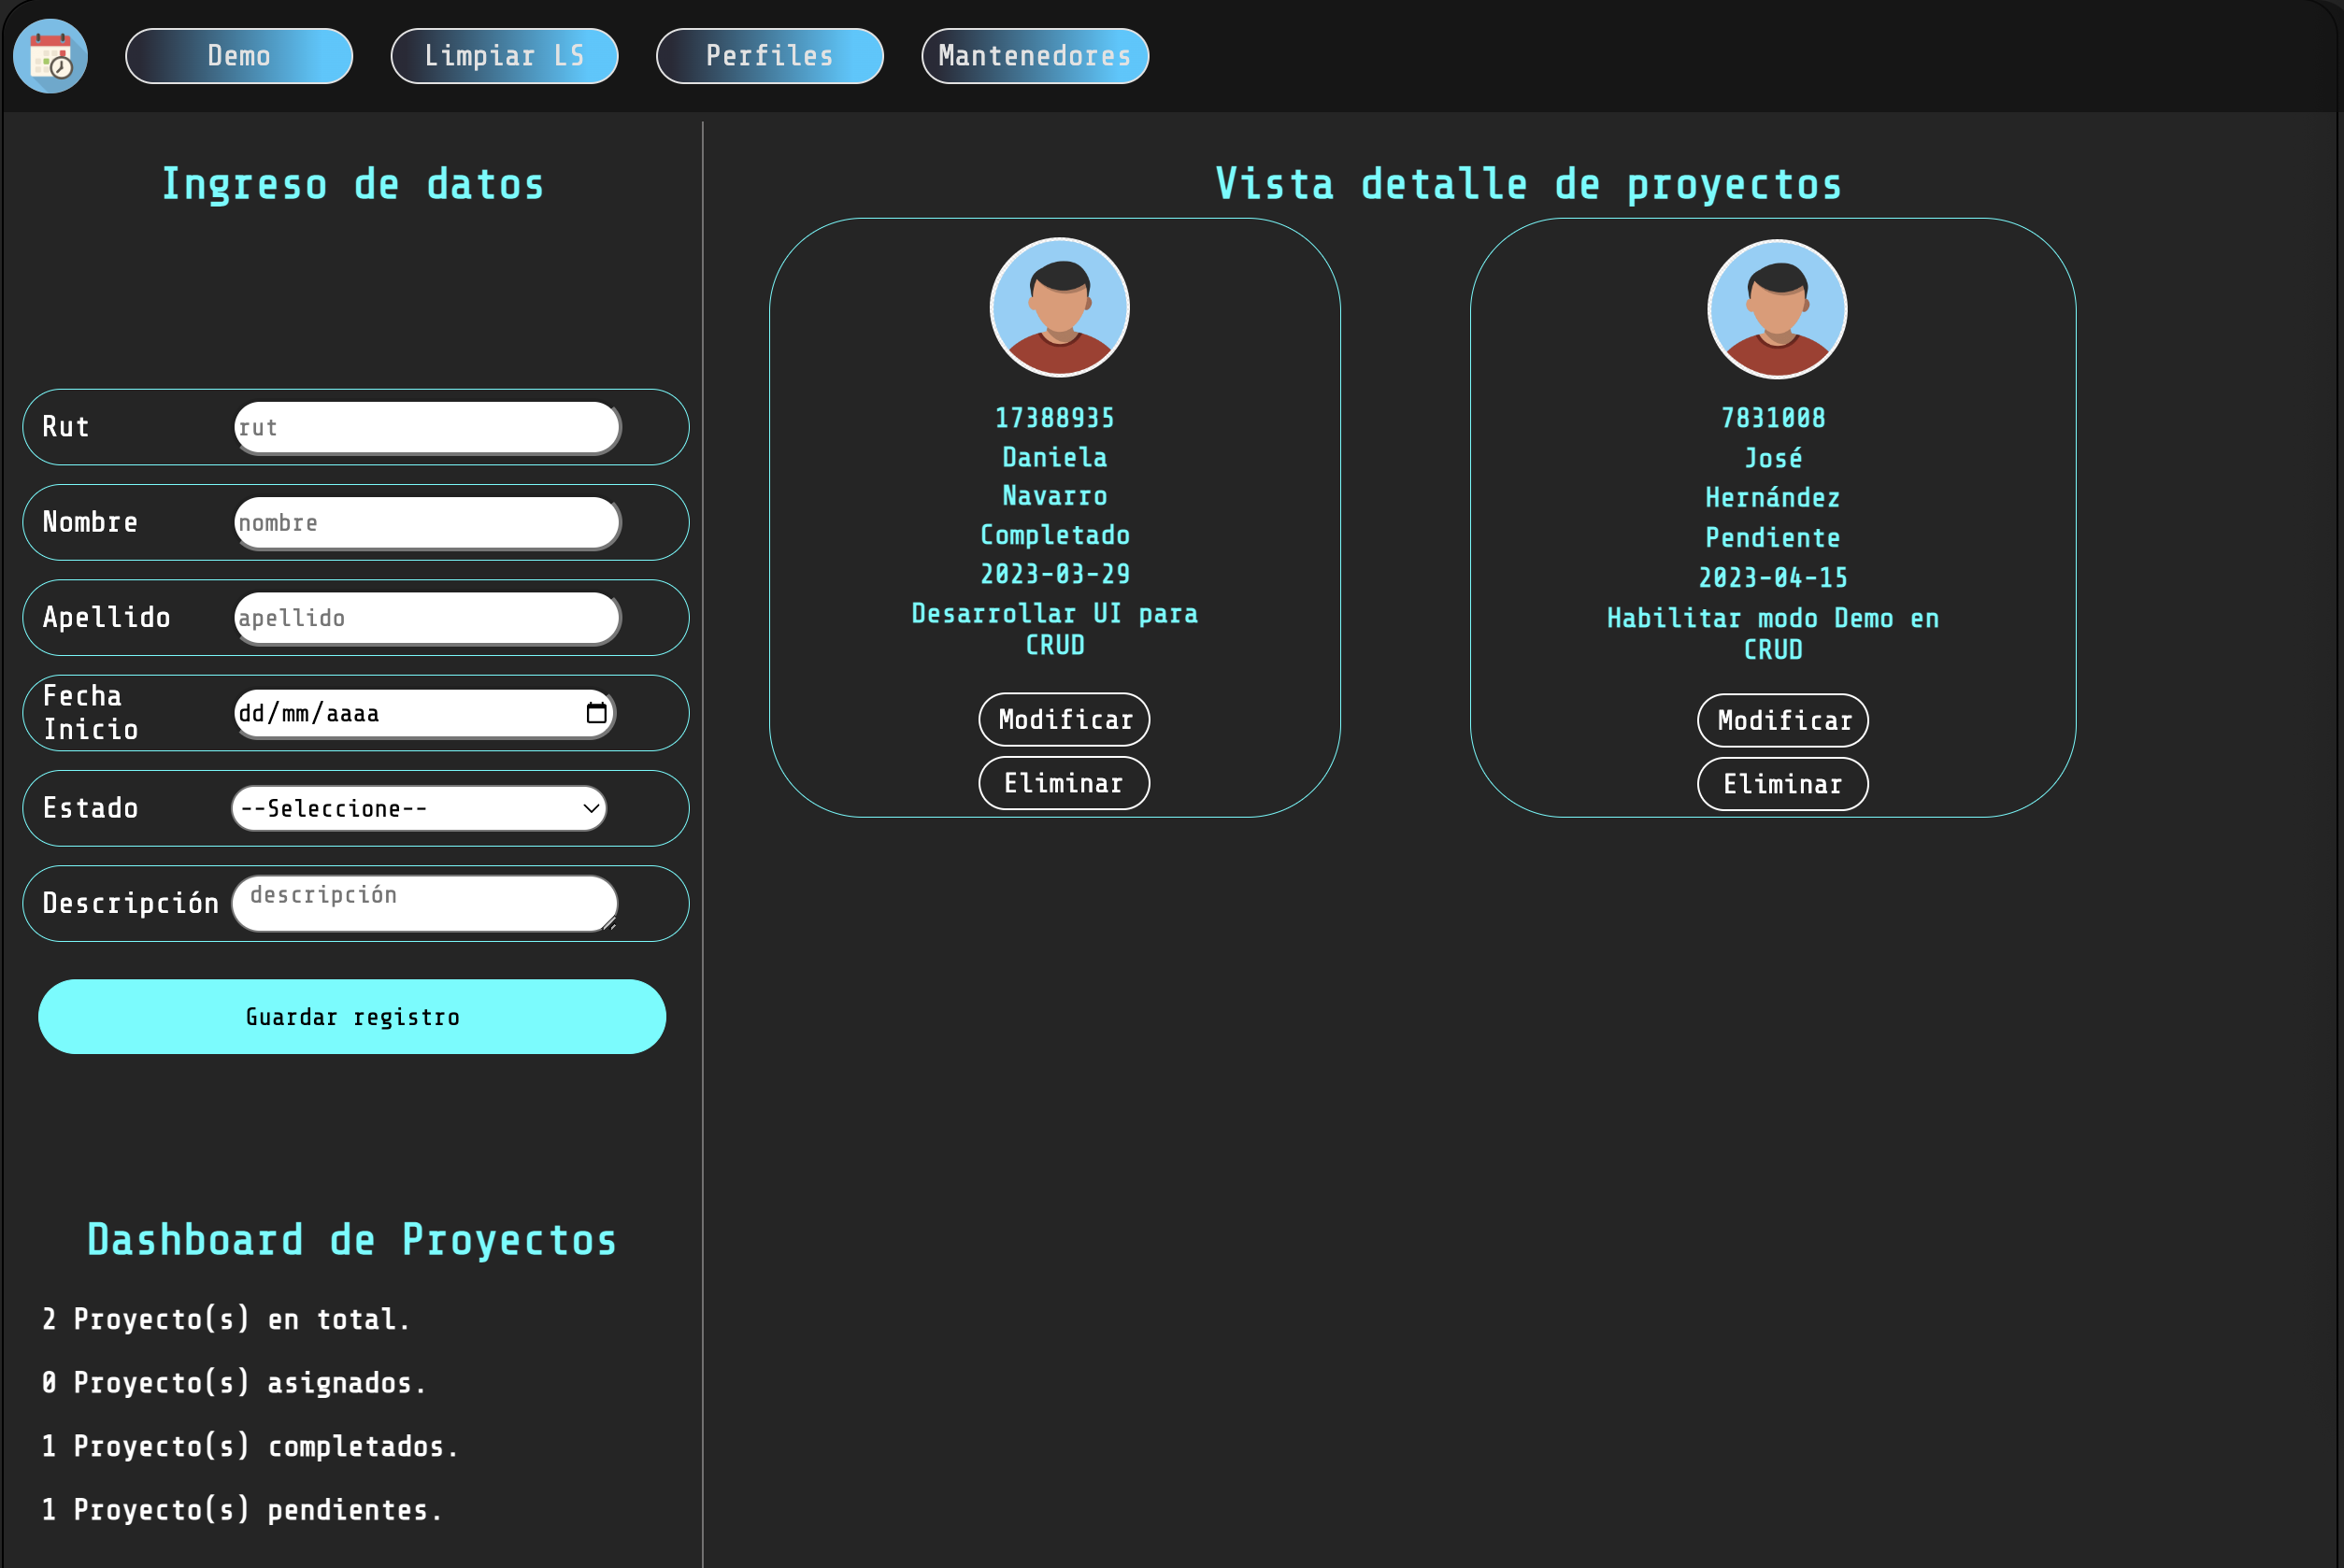 Demo
Limpiar LS
Perfiles
Mantenedores
Ingreso de datos
Rut
rut
Nombre
nombre
Apellido
apellido
Fecha
Inicio
dd/mm/aaaa
Estado
--Seleccione--
Descripción
descripción
Guardar registro
Dashboard de Proyectos
2 Proyecto(s) en total.
0 Proyecto(s) asignados.
1 Proyecto(s) completados.
1 Proyecto(s) pendientes.
Vista detalle de proyectos
17388935
Daniela
Navarro
Completado
2023-03-29
Desarrollar UI para
CRUD
Modificar
Eliminar
7831008
José
Hernández
Pendiente
2023-04-15
Habilitar modo Demo en
CRUD
Modificar
Eliminar